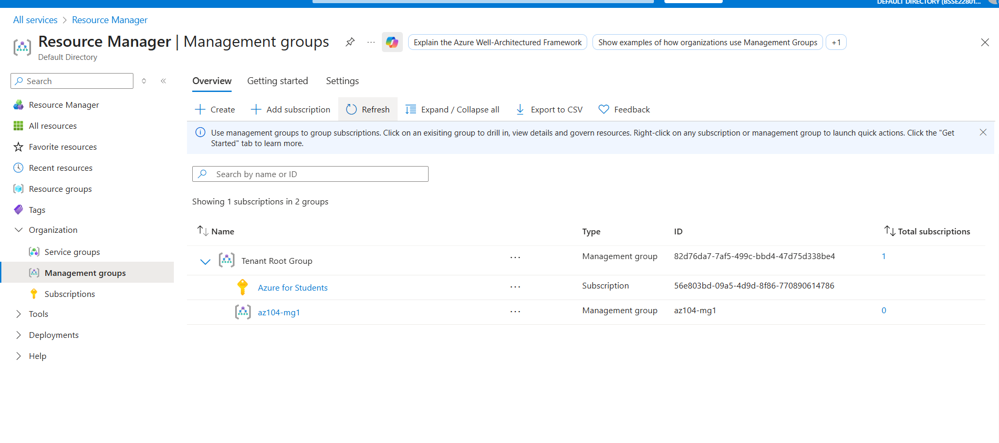 DEFAULT DIRECTORY (BSSE22801...
All services > Resource Manager
Resource Manager | Management groups
Default Directory
Explain the Azure Well-Architected Framework
Show examples of how organizations use Management Groups
+1
Search
Resource Manager
All resources
Favorite resources
Recent resources
Resource groups
Tags
Organization
Service groups
Management groups
Subscriptions
Tools
Deployments
Help
Overview Getting started Settings
Create Add subscription Refresh Expand / Collapse all Export to CSV Feedback
Use management groups to group subscriptions. Click on an exisiting group to drill in, view details and govern resources. Right-click on any subscription or management group to launch quick actions. Click the "Get
Started" tab to learn more.
Search by name or ID
Showing 1 subscriptions in 2 groups
Name Type ID Total subscriptions
Tenant Root Group ... Management group 82d76da7-7af5-499c-bbd4-47d75d338be4 1
Azure for Students ... Subscription 56e803bd-09a5-4d9d-8f86-770890614786
az104-mg1 ... Management group az104-mg1 0